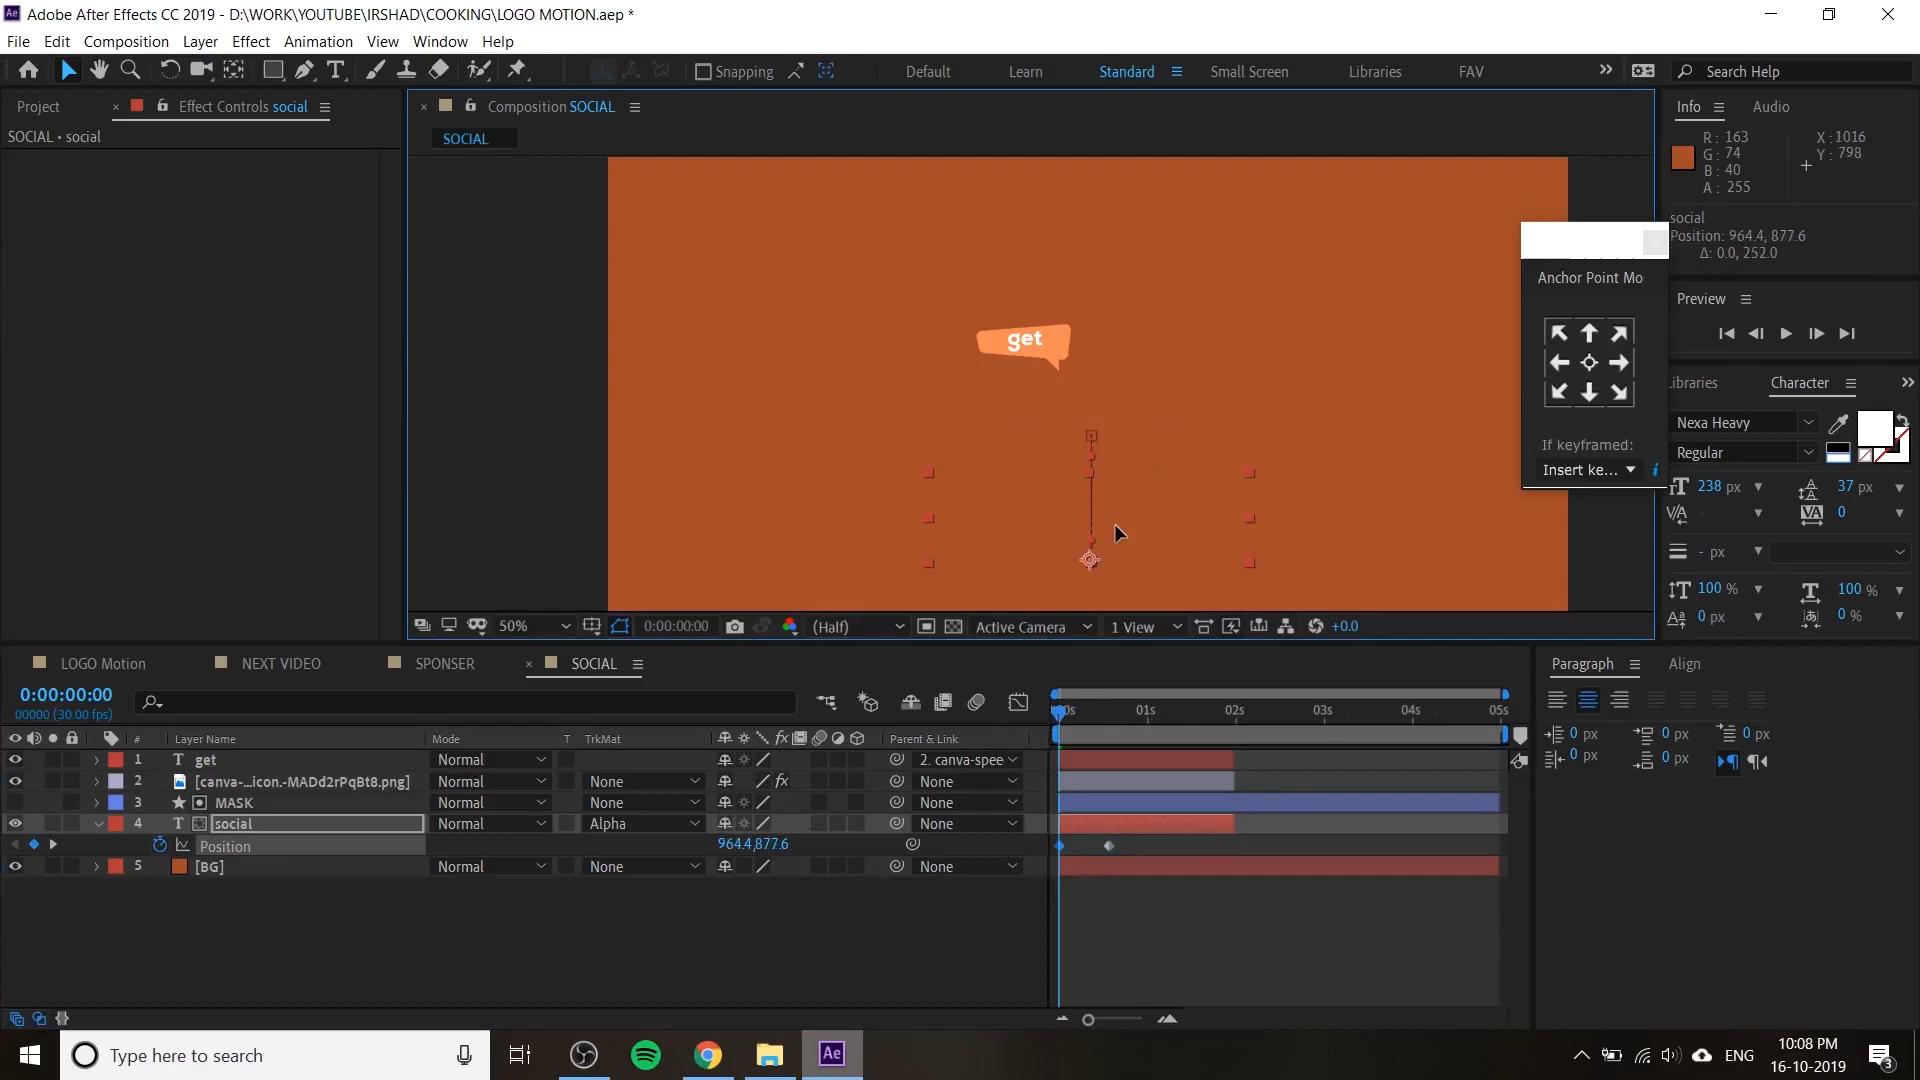 Adobe After Effects CC 2019 - D:\WORK\YOUTUBE\IRSHAD\COOKING\LOGO MOTION.aep *
File Edit Composition Layer Effect Animation View Window Help
Snapping Default Learn Standard Small Screen Libraries FAV Search Help
Project Effect Controls social Composition SOCIAL Info Audio
SOCIAL • social
SOCIAL
R: 163 X: 1016
G: 74 Y: 798
B: 40
A: 255
social
Position: 964.4, 877.6
Δ: 0.0, 252.0
Anchor Point Mo
Preview
get
Character
Nexa Heavy
If keyframed:
Regular
Insert ke...
238 px 37 px
0
- px
100 % 100 %
0 px 0 %
50% 0:00:00:00 (Half) Active Camera 1 View +0.0
LOGO Motion NEXT VIDEO SPONSER SOCIAL Paragraph Align
0:00:00:00
00000 (30.00 fps)
01s 02s 03s 04s 05s
# Layer Name Mode T TrkMat fx Parent & Link
0 px 0 px 0 px
0 px 0 px
1 T get Normal 2. canva-spee
2 [canva-...icon.-MADd2rPqBt8.png] Normal None fx None
3 MASK Normal None None
4 T social Normal Alpha None
Position 964.4,877.6
5 [BG] Normal None None
Type here to search Ae ENG 10:08 PM
16-10-2019
3